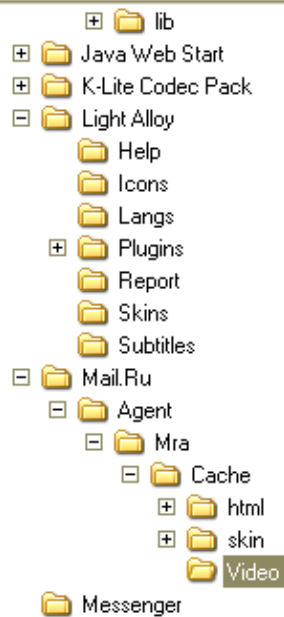 lib
Java Web Start
K-Lite Codec Pack
Light Alloy
Help
Icons
Langs
Plugins
Report
Skins
Subtitles
Mail.Ru
Agent
Mra
Cache
html
skin
Video
Messenger